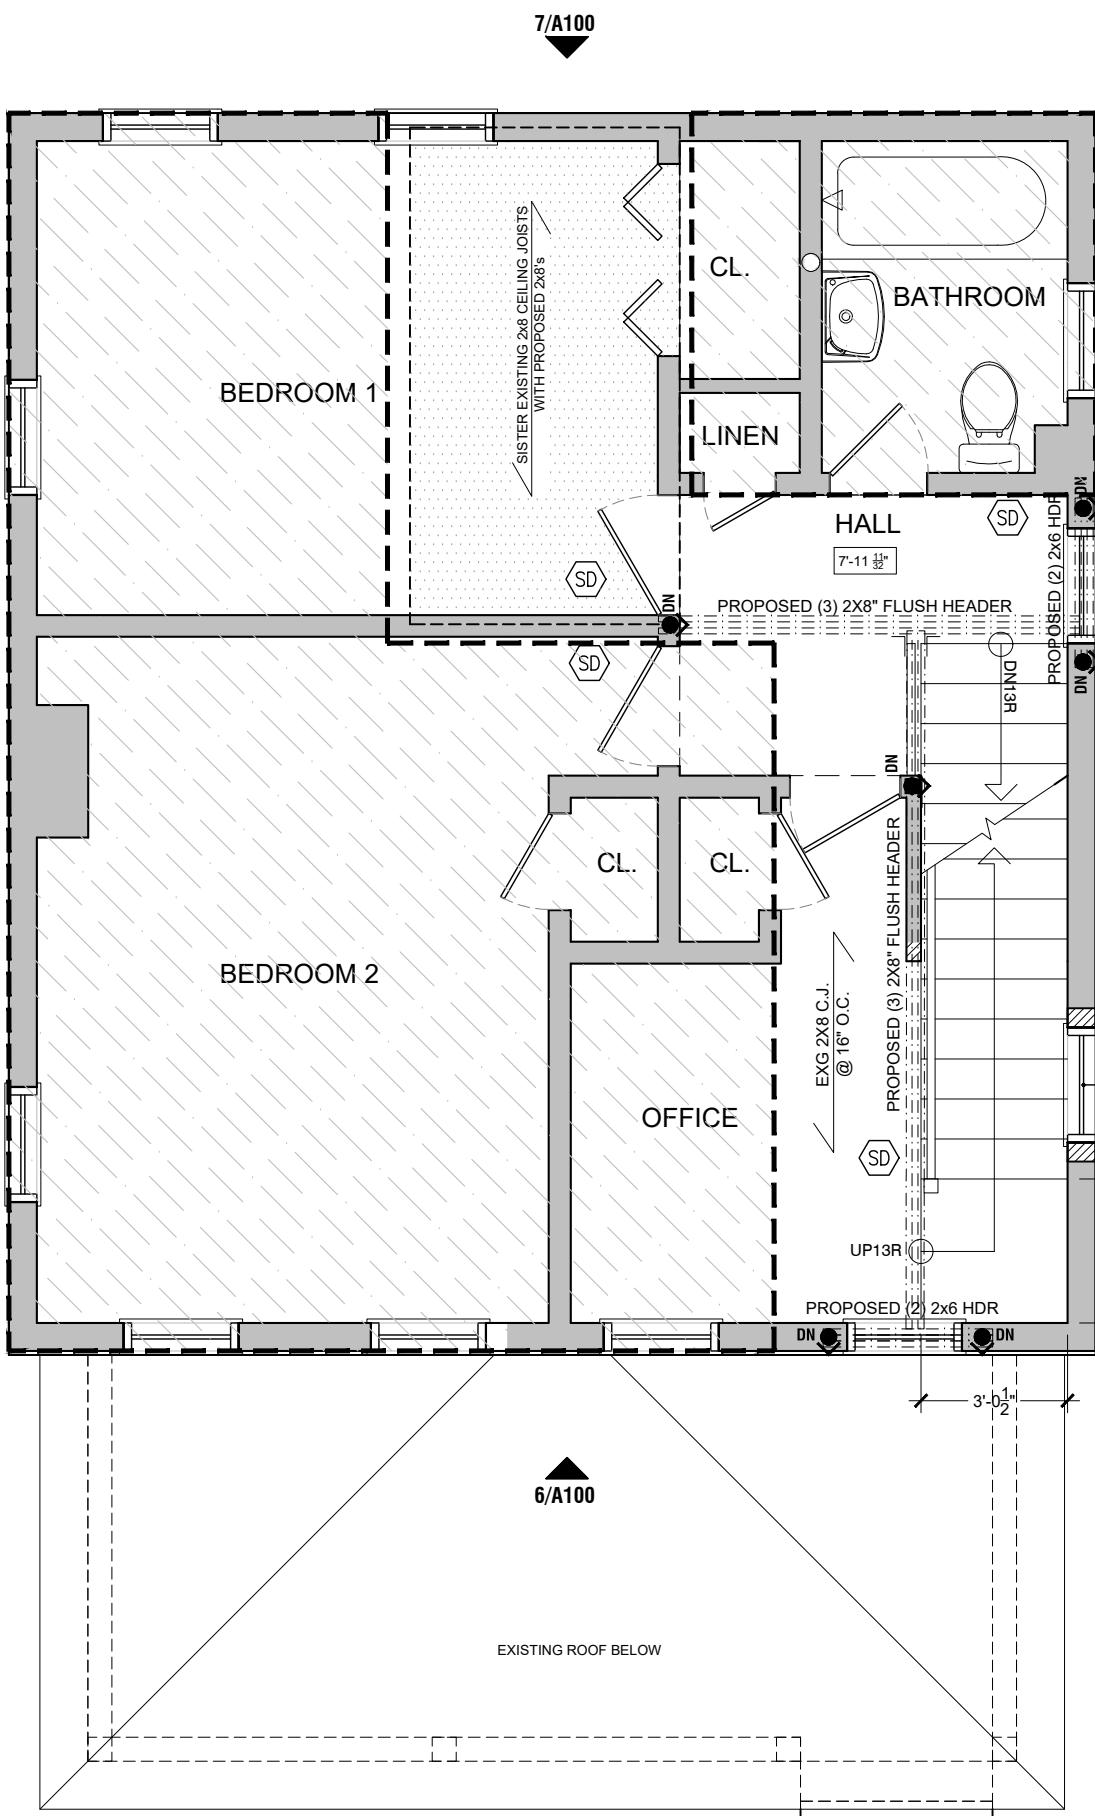 7/A100
SISTER EXISTING 2x8 CEILING JOISTS
WITH PROPOSED 2x8's
CL.
BATHROOM
BEDROOM 1
LINEN
HALL
SD
DN
7'-11 11/32"
PROPOSED (2) 2x6 HDR
SD
DN
PROPOSED (3) 2X8" FLUSH HEADER
SD
DN
DN13R
DN
CL.
CL.
PROPOSED (3) 2X8" FLUSH HEADER
BEDROOM 2
EXG 2X8 C.J.
@ 16" O.C.
OFFICE
SD
UP13R
PROPOSED (2) 2x6 HDR
DN
DN
3'-0 1/2"
6/A100
EXISTING ROOF BELOW